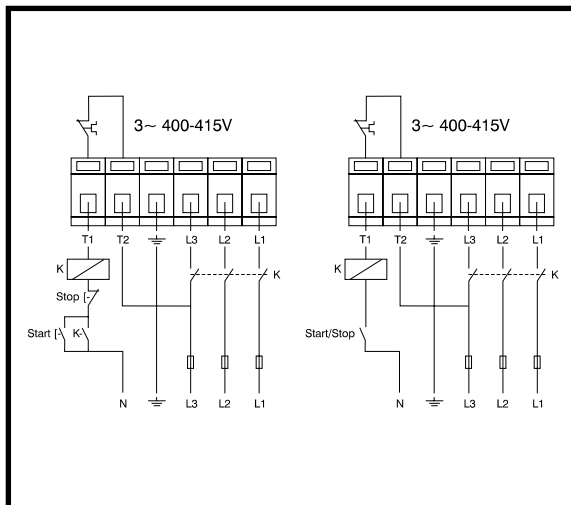 3~ 400-415V
T1 T2 L3 L2 L1
K K
Stop
Start K
N L3 L2 L1
3~ 400-415V
T1 T2 L3 L2 L1
K K
Start/Stop
N L3 L2 L1